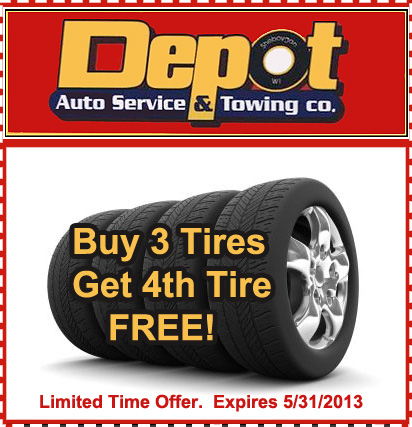 Depot
Sheboygan
WI
Auto Service & Towing co.
Buy 3 Tires
Get 4th Tire
FREE!
Limited Time Offer. Expires 5/31/2013